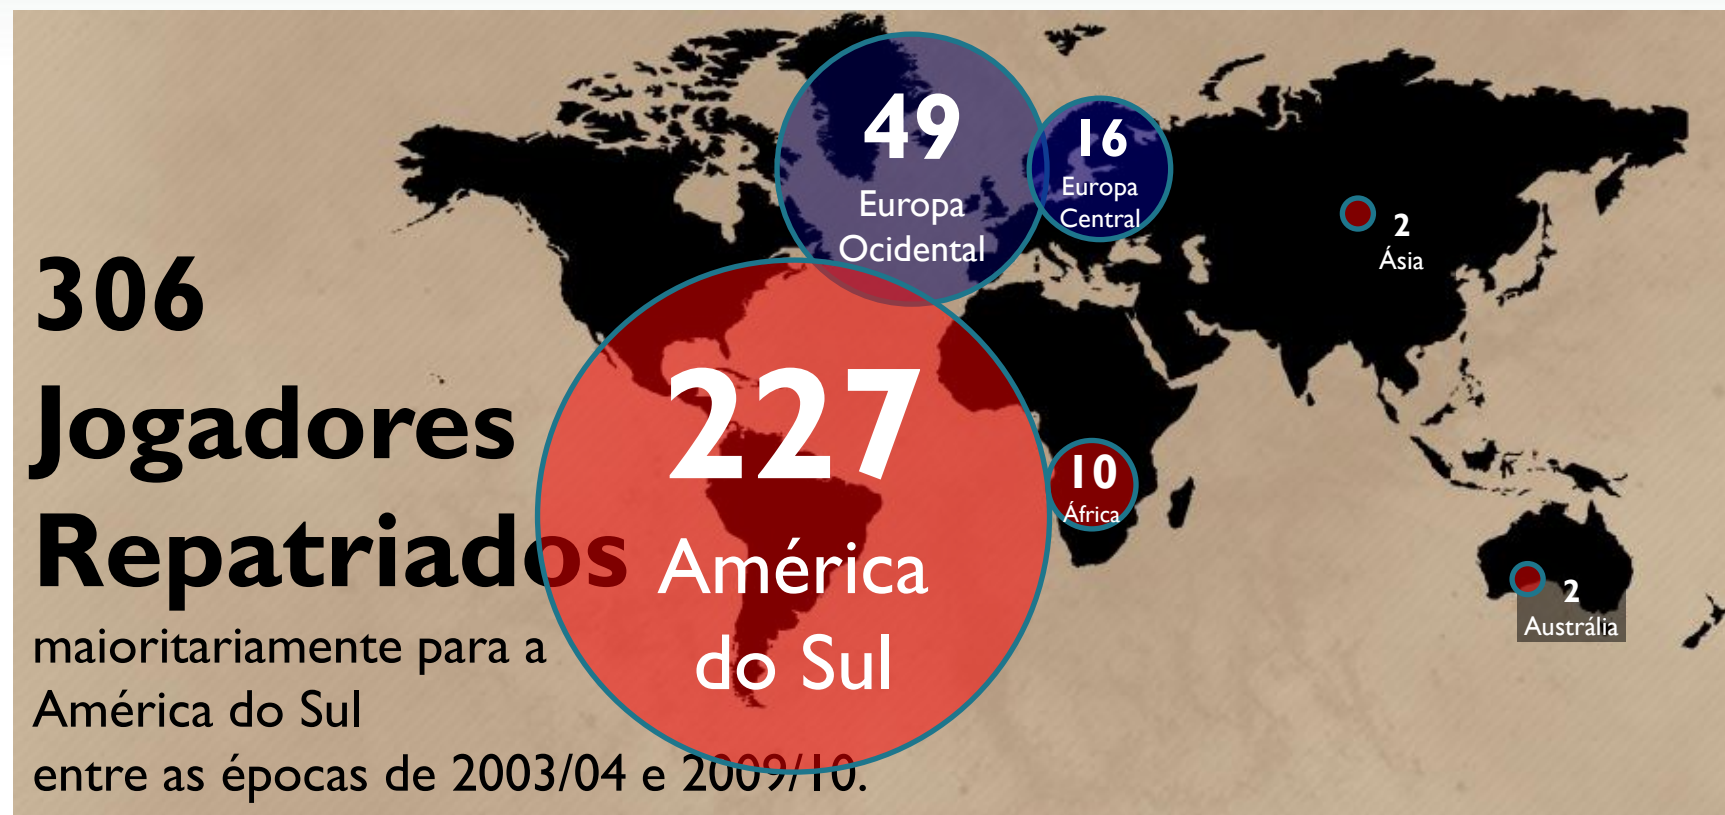 306
Jogadores
Repatriados
maioritariamente para a
América do Sul
entre as épocas de 2003/04 e 2009/10.
49
Europa
Ocidental
16
Europa
Central
2
Ásia
227
América
do Sul
10
África
2
Austrália